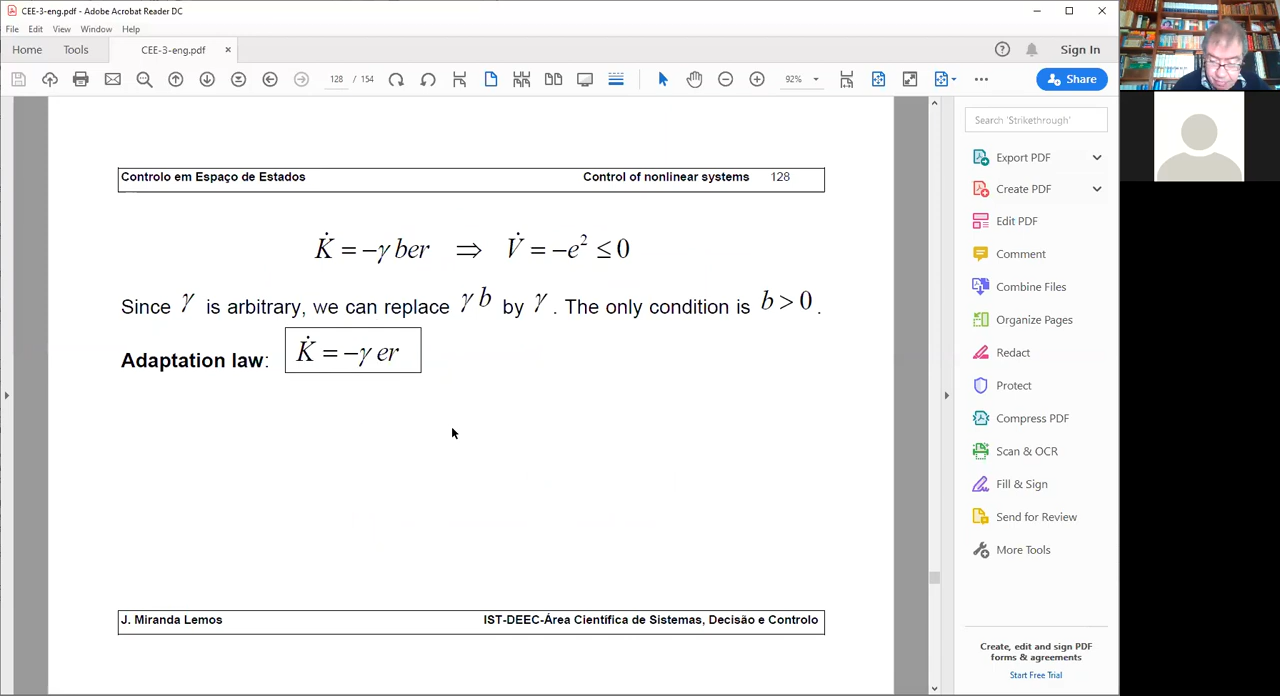 CEE-3-eng.pdf - Adobe Acrobat Reader DC
File Edit View Window Help
Home Tools CEE-3-eng.pdf × Sign In
128 / 154 92% Share
Controlo em Espaço de Estados Control of nonlinear systems 128
K̇ = −γ ber ⇒ V̇ = −e² ≤ 0
Since γ is arbitrary, we can replace γ b by γ . The only condition is b > 0 .
Adaptation law: K̇ = −γ er
J. Miranda Lemos IST-DEEC-Área Científica de Sistemas, Decisão e Controlo
Search 'Strikethrough'
Export PDF
Create PDF
Edit PDF
Comment
Combine Files
Organize Pages
Redact
Protect
Compress PDF
Scan & OCR
Fill & Sign
Send for Review
More Tools
Create, edit and sign PDF
forms & agreements
Start Free Trial